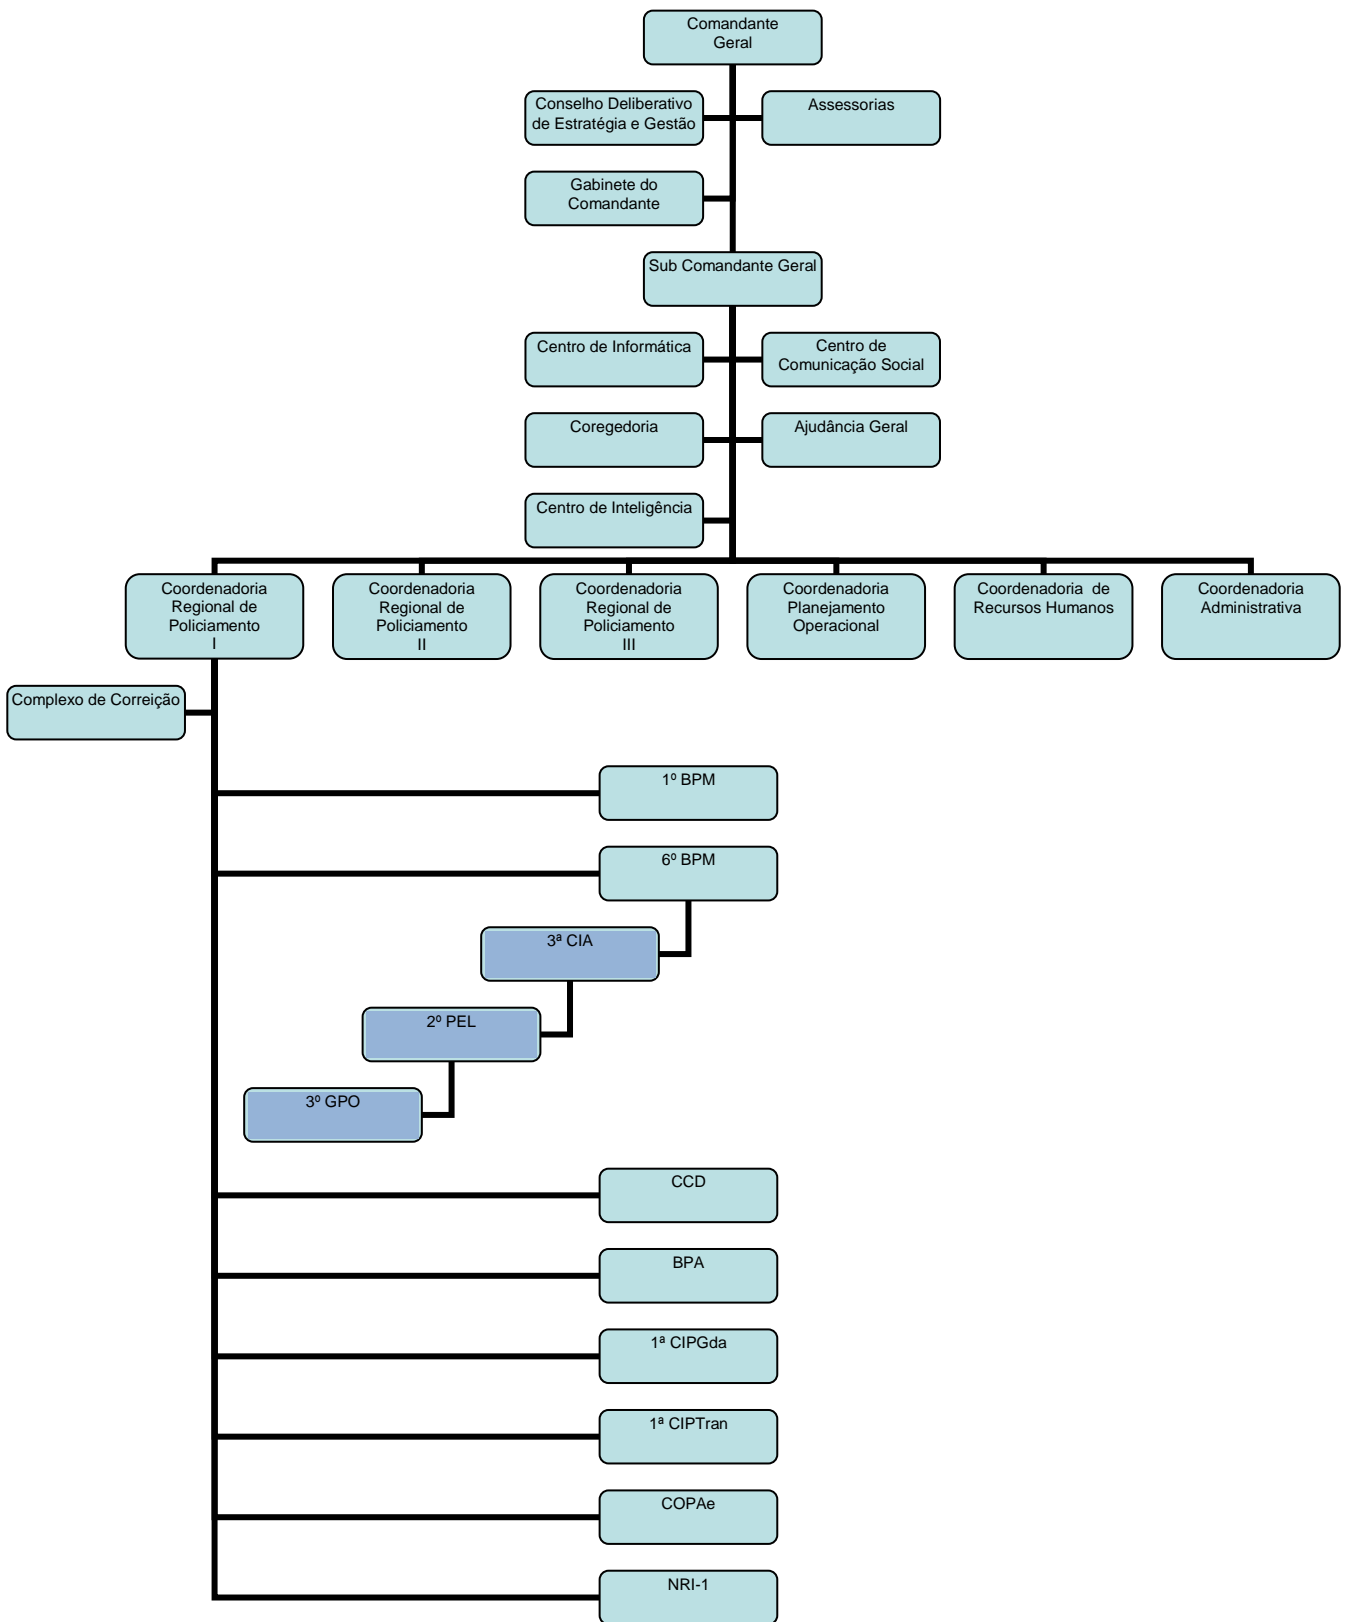 Comandante
Geral
Conselho Deliberativo
de Estratégia e Gestão
Assessorias
Gabinete do
Comandante
Sub Comandante Geral
Centro de Informática
Centro de
Comunicação Social
Coregedoria
Ajudância Geral
Centro de Inteligência
Coordenadoria
Regional de
Policiamento
I
Coordenadoria
Regional de
Policiamento
II
Coordenadoria
Regional de
Policiamento
III
Coordenadoria
Planejamento
Operacional
Coordenadoria de
Recursos Humanos
Coordenadoria
Administrativa
Complexo de Correição
1º BPM
6º BPM
3ª CIA
2º PEL
3º GPO
CCD
BPA
1ª CIPGda
1ª CIPTran
COPAe
NRI-1